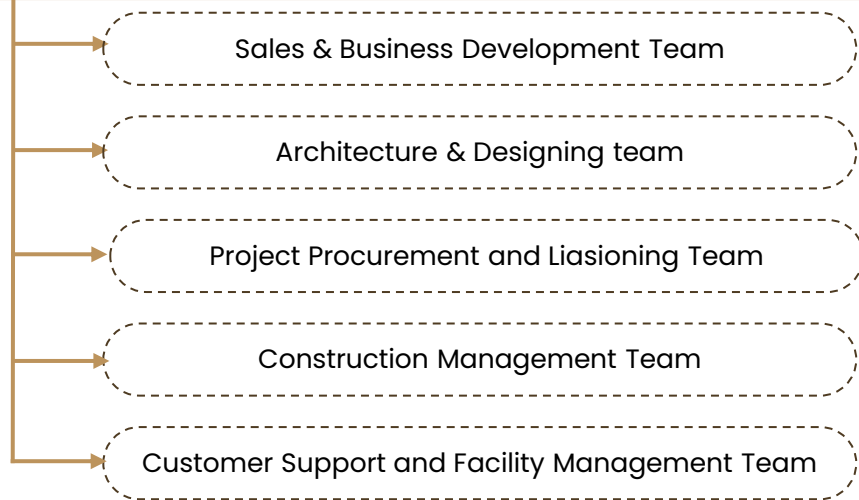 Sales & Business Development Team
Architecture & Designing team
Project Procurement and Liasioning Team
Construction Management Team
Customer Support and Facility Management Team